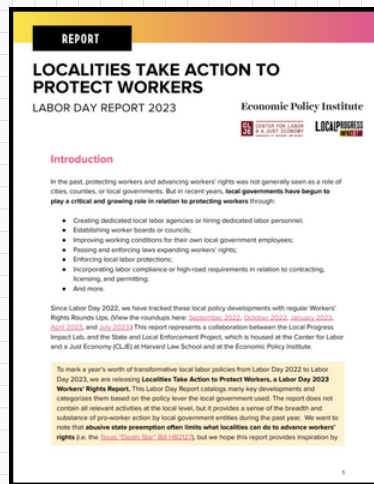 REPORT
LOCALITIES TAKE ACTION TO
PROTECT WORKERS
LABOR DAY REPORT 2023
Economic Policy Institute
CLJE
CENTER FOR LABOR
& A JUST ECONOMY
LOCALPROGRESS
IMPACT LAB
Introduction
In the past, protecting workers and advancing workers' rights was not generally seen as a role of
cities, counties, or local governments. But in recent years, local governments have begun to
play a critical and growing role in relation to protecting workers through:
● Creating dedicated local labor agencies or hiring dedicated labor personnel;
● Establishing worker boards or councils;
● Improving working conditions for their own local government employees;
● Passing and enforcing laws expanding workers' rights;
● Enforcing local labor protections;
● Incorporating labor compliance or high-road requirements in relation to contracting,
licensing, and permitting;
● And more.
Since Labor Day 2022, we have tracked these local policy developments with regular Workers'
Rights Rounds Ups. (View the roundups here: September 2022, October 2022, January 2023,
April 2023, and July 2023.) This report represents a collaboration between the Local Progress
Impact Lab, and the State and Local Enforcement Project, which is housed at the Center for Labor
and a Just Economy (CLJE) at Harvard Law School and at the Economic Policy Institute.
To mark a year's worth of transformative local labor policies from Labor Day 2022 to Labor
Day 2023, we are releasing Localities Take Action to Protect Workers, a Labor Day 2023
Workers' Rights Report. This Labor Day Report catalogs many key developments and
categorizes them based on the policy lever the local government used. The report does not
contain all relevant activities at the local level, but it provides a sense of the breadth and
substance of pro-worker action by local government entities during the past year. We want to
note that abusive state preemption often limits what localities can do to advance workers'
rights (i.e. the Texas "Death Star" Bill HB2127), but we hope this report provides inspiration by
1